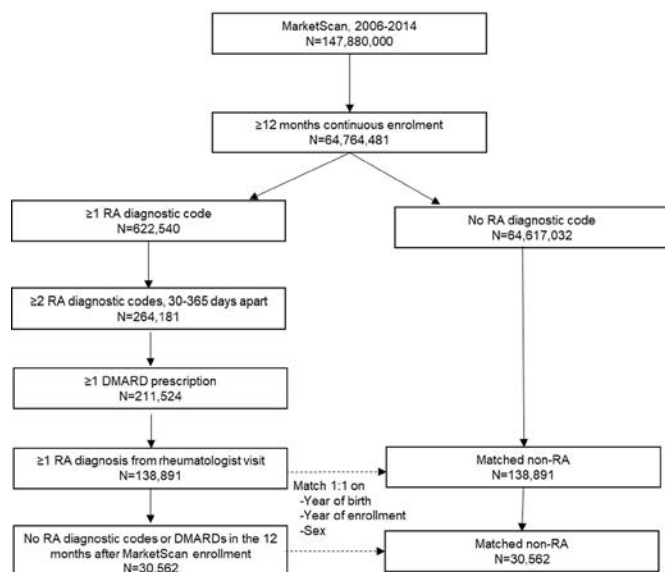 MarketScan, 2006-2014
N=147,880,000
≥12 months continuous enrolment
N=64,764,481
≥1 RA diagnostic code
N=622,540
No RA diagnostic code
N=64,617,032
≥2 RA diagnostic codes, 30-365 days apart
N=264,181
≥1 DMARD prescription
N=211,524
≥1 RA diagnosis from rheumatologist visit
N=138,891
Match 1:1 on
-Year of birth
-Year of enrollment
-Sex
Matched non-RA
N=138,891
No RA diagnostic codes or DMARDs in the 12
months after MarketScan enrollment
N=30,562
Matched non-RA
N=30,562